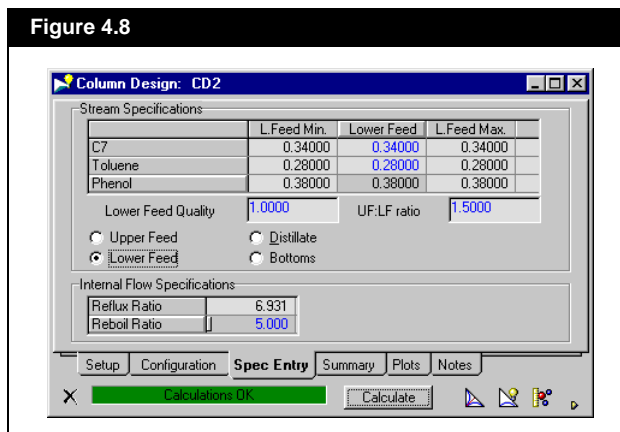 Figure 4.8
Column Design: CD2
Stream Specifications
L.Feed Min. Lower Feed L.Feed Max.
C7 0.34000 0.34000 0.34000
Toluene 0.28000 0.28000 0.28000
Phenol 0.38000 0.38000 0.38000
Lower Feed Quality 1.0000 UF:LF ratio 1.5000
Upper Feed Distillate
Lower Feed Bottoms
Internal Flow Specifications
Reflux Ratio 6.931
Reboil Ratio 5.000
Setup Configuration Spec Entry Summary Plots Notes
Calculations OK Calculate